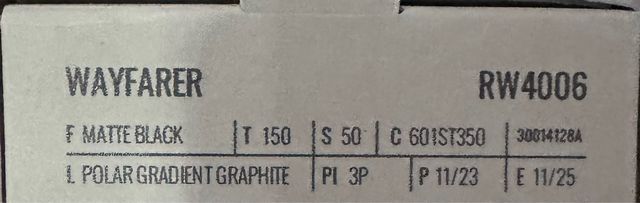 WAYFARER RW4006
F MATTE BLACK T 150 S 50 C 601ST350 30814128A
L POLAR GRADIENT GRAPHITE PI 3P P 11/23 E 11/25